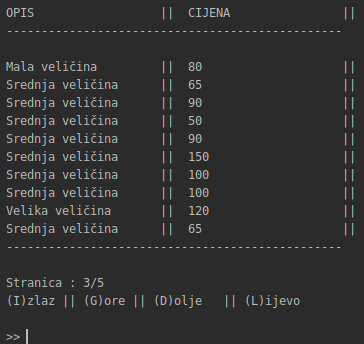 OPIS || CIJENA ||
------------------------------------------------
Mala veličina || 80 ||
Srednja veličina || 65 ||
Srednja veličina || 90 ||
Srednja veličina || 50 ||
Srednja veličina || 90 ||
Srednja veličina || 150 ||
Srednja veličina || 100 ||
Srednja veličina || 100 ||
Velika veličina || 120 ||
Srednja veličina || 65 ||
------------------------------------------------
Stranica : 3/5
(I)zlaz || (G)ore || (D)olje || (L)ijevo
>>